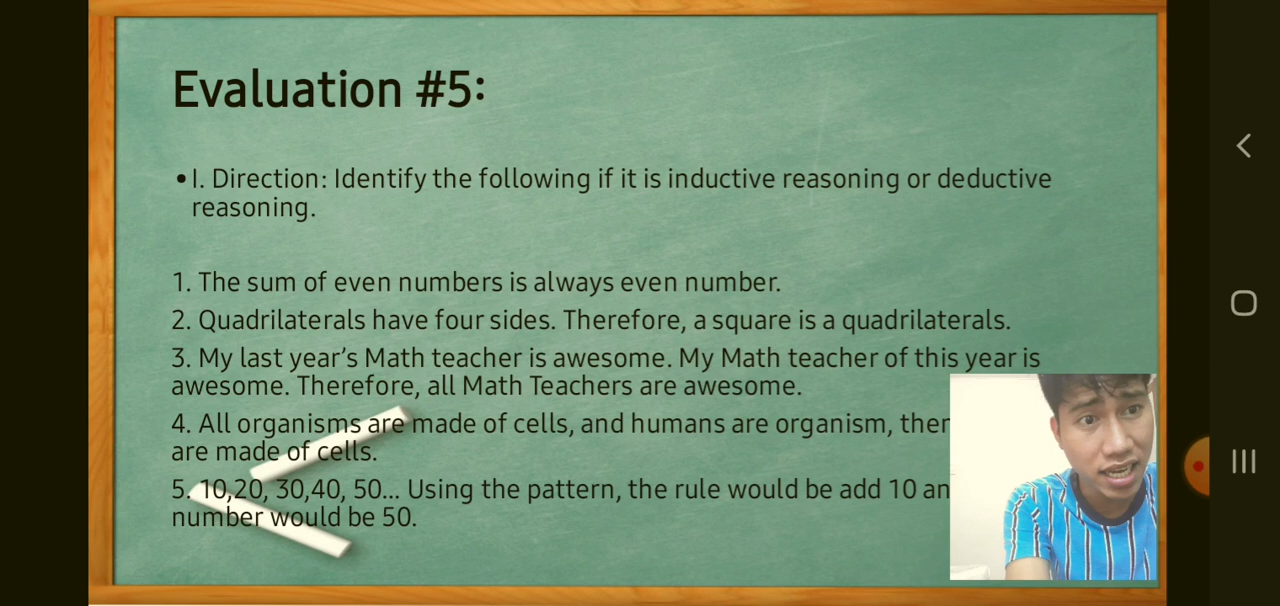 Evaluation #5:
•I. Direction: Identify the following if it is inductive reasoning or deductive
reasoning.
1. The sum of even numbers is always even number.
2. Quadrilaterals have four sides. Therefore, a square is a quadrilaterals.
3. My last year's Math teacher is awesome. My Math teacher of this year is
awesome. Therefore, all Math Teachers are awesome.
4. All organisms are made of cells, and humans are organism, ther
are made of cells.
5. 10,20, 30,40, 50... Using the pattern, the rule would be add 10 an
number would be 50.